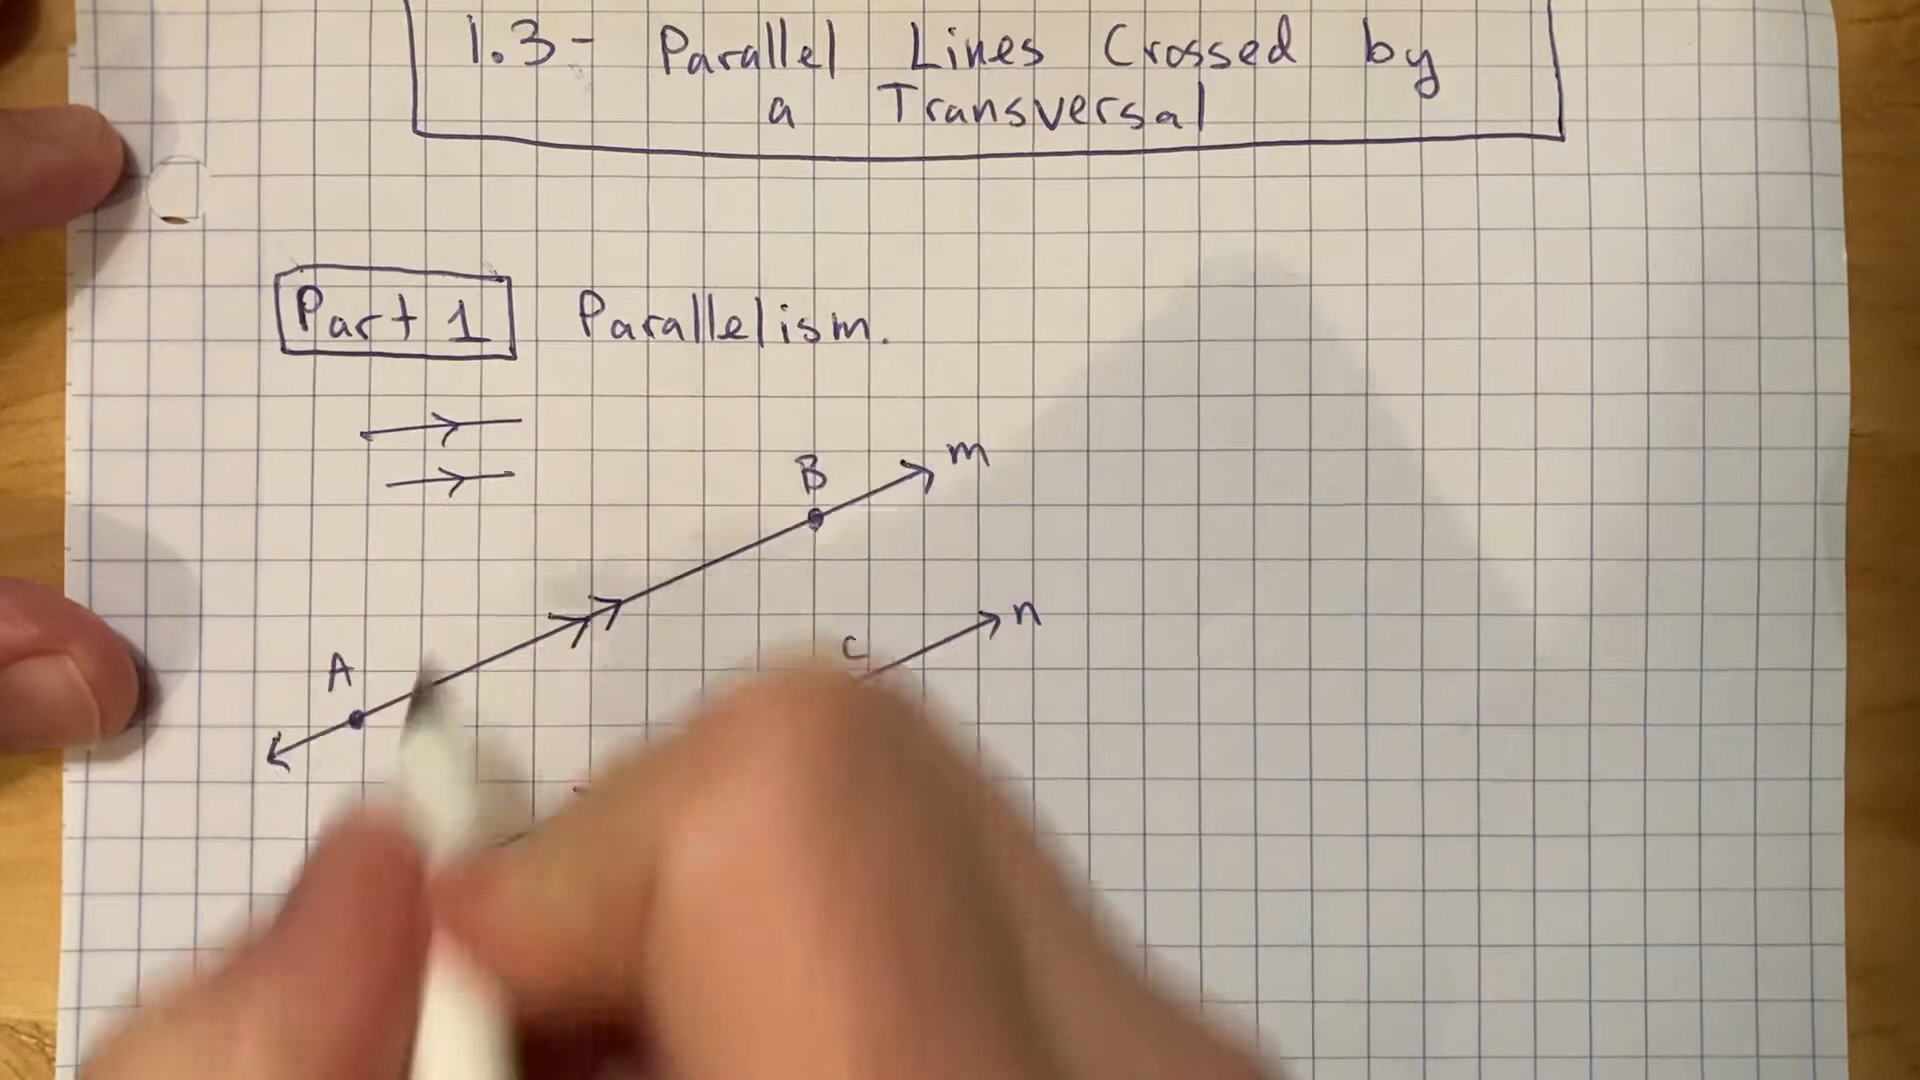 1.3- Parallel Lines Crossed by
a Transversal
Part 1 Parallelism.
m
B
n
C
A